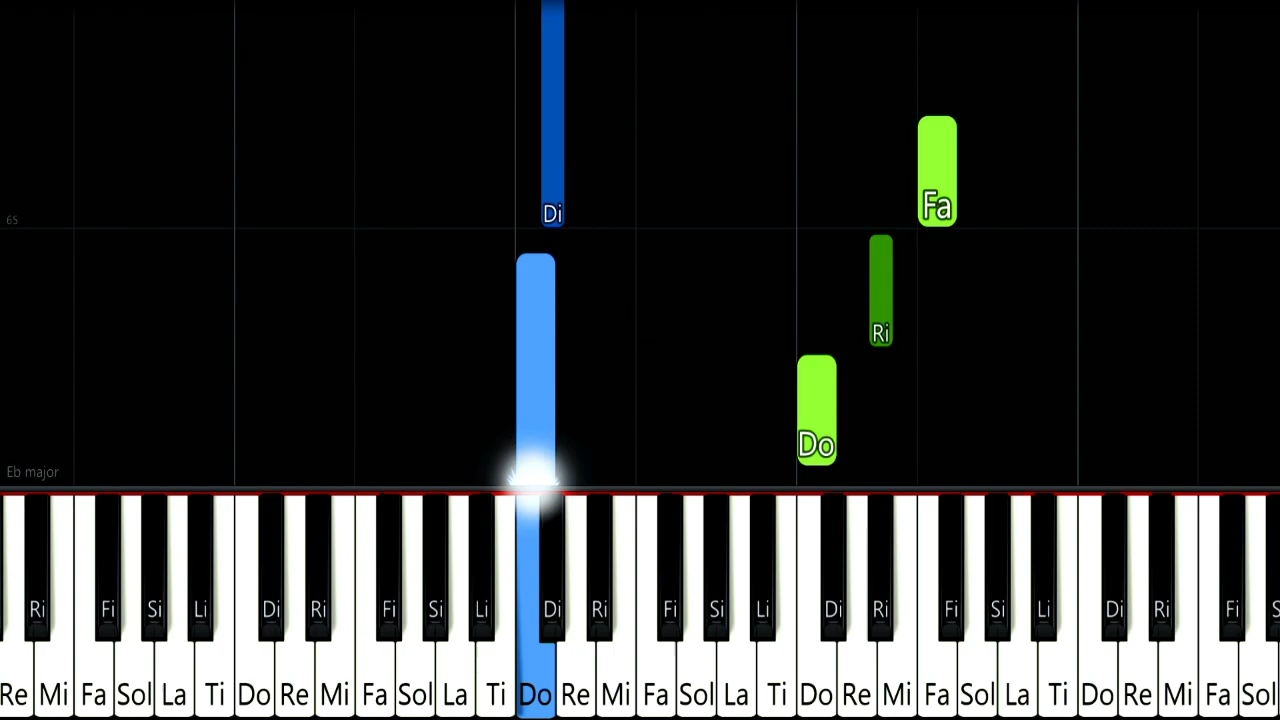 Di
Fa
65
Ri
Do
Eb major
Ri Fi Si Li Di Ri Fi Si Li Di Ri Fi Si Li Di Ri Fi Si Li Di Ri Fi S
Re Mi Fa Sol La Ti Do Re Mi Fa Sol La Ti Do Re Mi Fa Sol La Ti Do Re Mi Fa Sol La Ti Do Re Mi Fa Sol